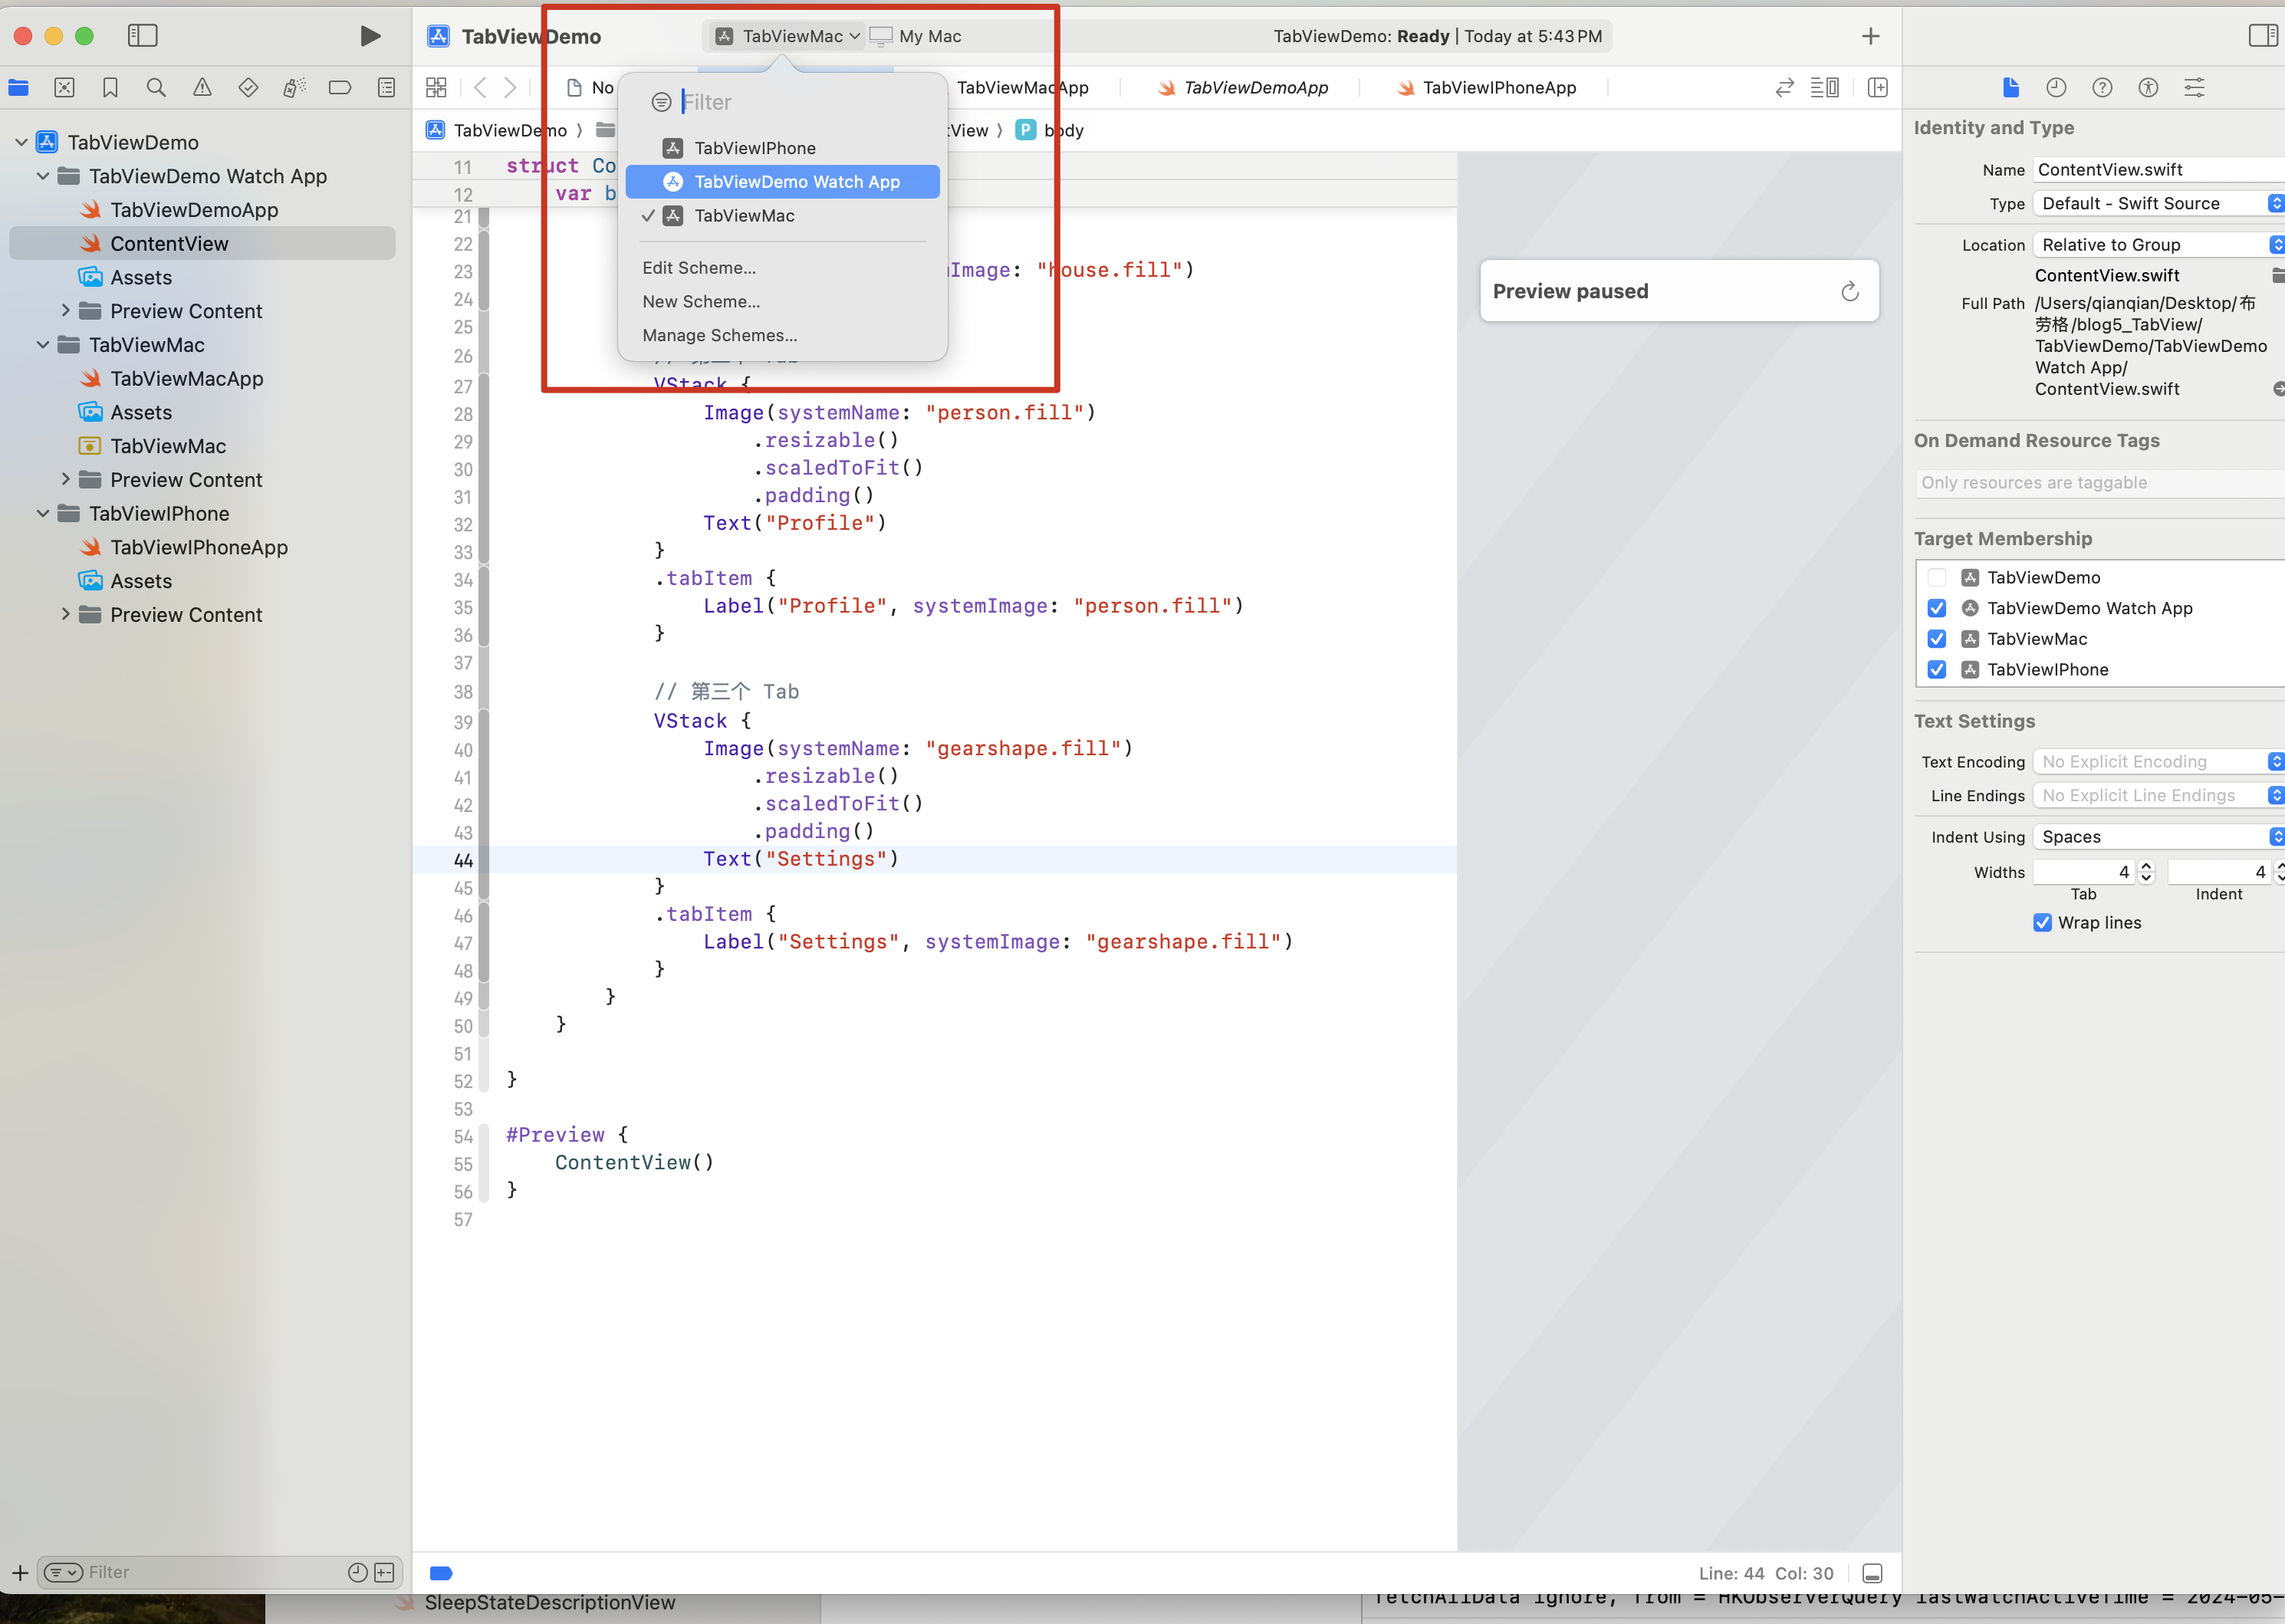 TabViewDemo
TabViewMac
My Mac
TabViewDemo: Ready | Today at 5:43 PM
No
TabViewMacApp
TabViewDemoApp
TabViewIPhoneApp
TabViewDemo
tView
body
Filter
TabViewIPhone
TabViewDemo Watch App
TabViewMac
Edit Scheme...
New Scheme...
Manage Schemes...
TabViewDemo
TabViewDemo Watch App
TabViewDemoApp
ContentView
Assets
Preview Content
TabViewMac
TabViewMacApp
Assets
TabViewMac
Preview Content
TabViewIPhone
TabViewIPhoneApp
Assets
Preview Content
Filter
11 struct Co
12 var b
21
22
23 mImage: "house.fill")
24
25
26
27 VStack {
28 Image(systemName: "person.fill")
29 .resizable()
30 .scaledToFit()
31 .padding()
32 Text("Profile")
33 }
34 .tabItem {
35 Label("Profile", systemImage: "person.fill")
36 }
37
38 // 第三个 Tab
39 VStack {
40 Image(systemName: "gearshape.fill")
41 .resizable()
42 .scaledToFit()
43 .padding()
44 Text("Settings")
45 }
46 .tabItem {
47 Label("Settings", systemImage: "gearshape.fill")
48 }
49 }
50 }
51
52 }
53
54 #Preview {
55 ContentView()
56 }
57
Preview paused
Line: 44 Col: 30
Identity and Type
Name ContentView.swift
Type Default - Swift Source
Location Relative to Group
ContentView.swift
Full Path /Users/qianqian/Desktop/布
劳格/blog5_TabView/
TabViewDemo/TabViewDemo
Watch App/
ContentView.swift
On Demand Resource Tags
Only resources are taggable
Target Membership
TabViewDemo
TabViewDemo Watch App
TabViewMac
TabViewIPhone
Text Settings
Text Encoding No Explicit Encoding
Line Endings No Explicit Line Endings
Indent Using Spaces
Widths 4 4
Tab Indent
Wrap lines
SleepStateDescriptionView
fetchAllData ignore, from = HKObserverQuery lastWatchActiveTime = 2024-05-